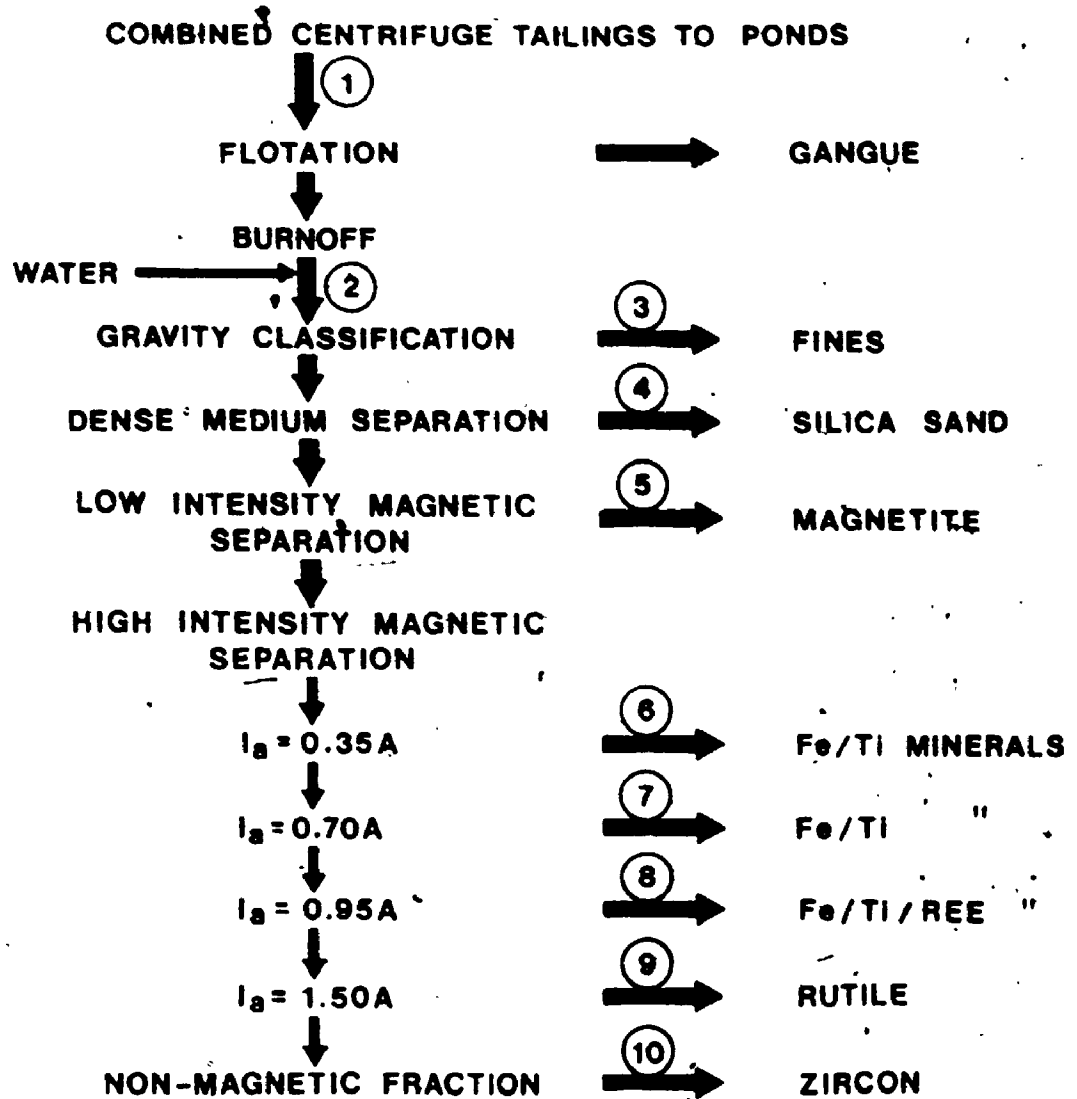 COMBINED CENTRIFUGE TAILINGS TO PONDS
1
FLOTATION GANGUE
BURNOFF
WATER
2
3
GRAVITY CLASSIFICATION FINES
4
DENSE MEDIUM SEPARATION SILICA SAND
5
LOW INTENSITY MAGNETIC
SEPARATION
MAGNETITE
HIGH INTENSITY MAGNETIC
SEPARATION
6
Ia = 0.35A Fe/Ti MINERALS
7
Ia = 0.70A Fe/Ti "
8
Ia = 0.95A Fe/Ti/REE "
9
Ia = 1.50A RUTILE
10
NON-MAGNETIC FRACTION ZIRCON